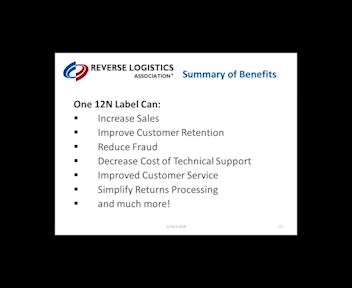 REVERSE LOGISTICS
ASSOCIATION
Summary of Benefits
One 12N Label Can:
▪ Increase Sales
▪ Improve Customer Retention
▪ Reduce Fraud
▪ Decrease Cost of Technical Support
▪ Improved Customer Service
▪ Simplify Returns Processing
▪ and much more!